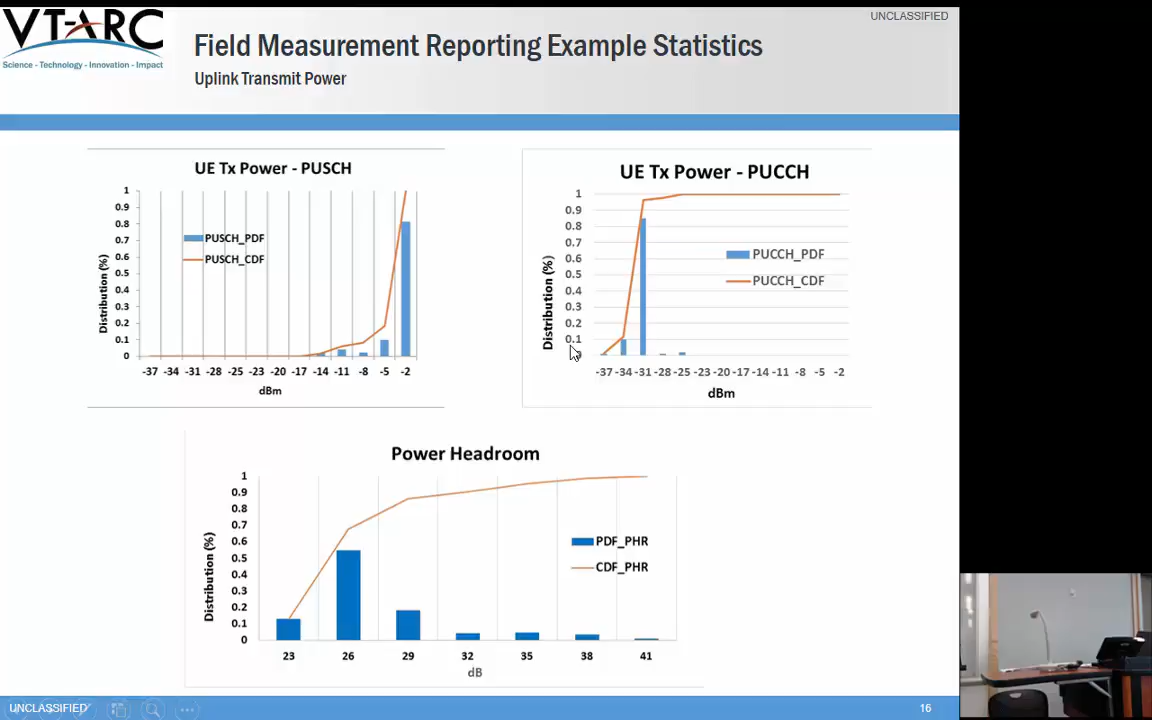 VT-ARC
Science - Technology - Innovation - Impact
UNCLASSIFIED
Field Measurement Reporting Example Statistics
Uplink Transmit Power
UE Tx Power - PUSCH
1
0.9
0.8
0.7
0.6
0.5
0.4
0.3
0.2
0.1
0
Distribution (%)
PUSCH_PDF
PUSCH_CDF
-37 -34 -31 -28 -25 -23 -20 -17 -14 -11 -8 -5 -2
dBm
UE Tx Power - PUCCH
1
0.9
0.8
0.7
0.6
0.5
0.4
0.3
0.2
0.1
0
Distribution (%)
PUCCH_PDF
PUCCH_CDF
-37 -34 -31 -28 -25 -23 -20 -17 -14 -11 -8 -5 -2
dBm
Power Headroom
1
0.9
0.8
0.7
0.6
0.5
0.4
0.3
0.2
0.1
0
Distribution (%)
PDF_PHR
CDF_PHR
23 26 29 32 35 38 41
dB
UNCLASSIFIED
16